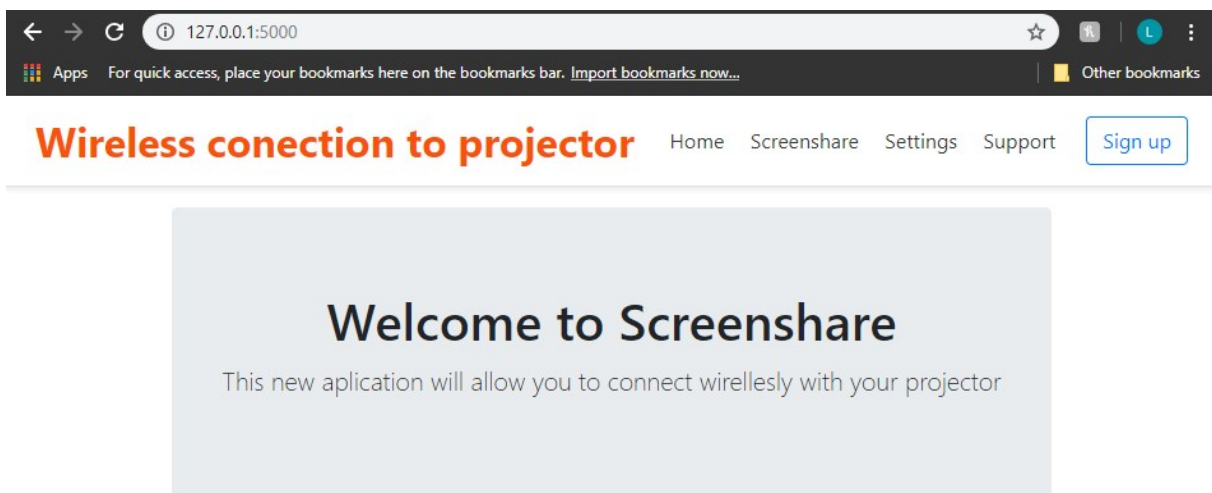 127.0.0.1:5000
Apps For quick access, place your bookmarks here on the bookmarks bar. Import bookmarks now... Other bookmarks
Wireless conection to projector Home Screenshare Settings Support Sign up
Welcome to Screenshare
This new aplication will allow you to connect wirellesly with your projector